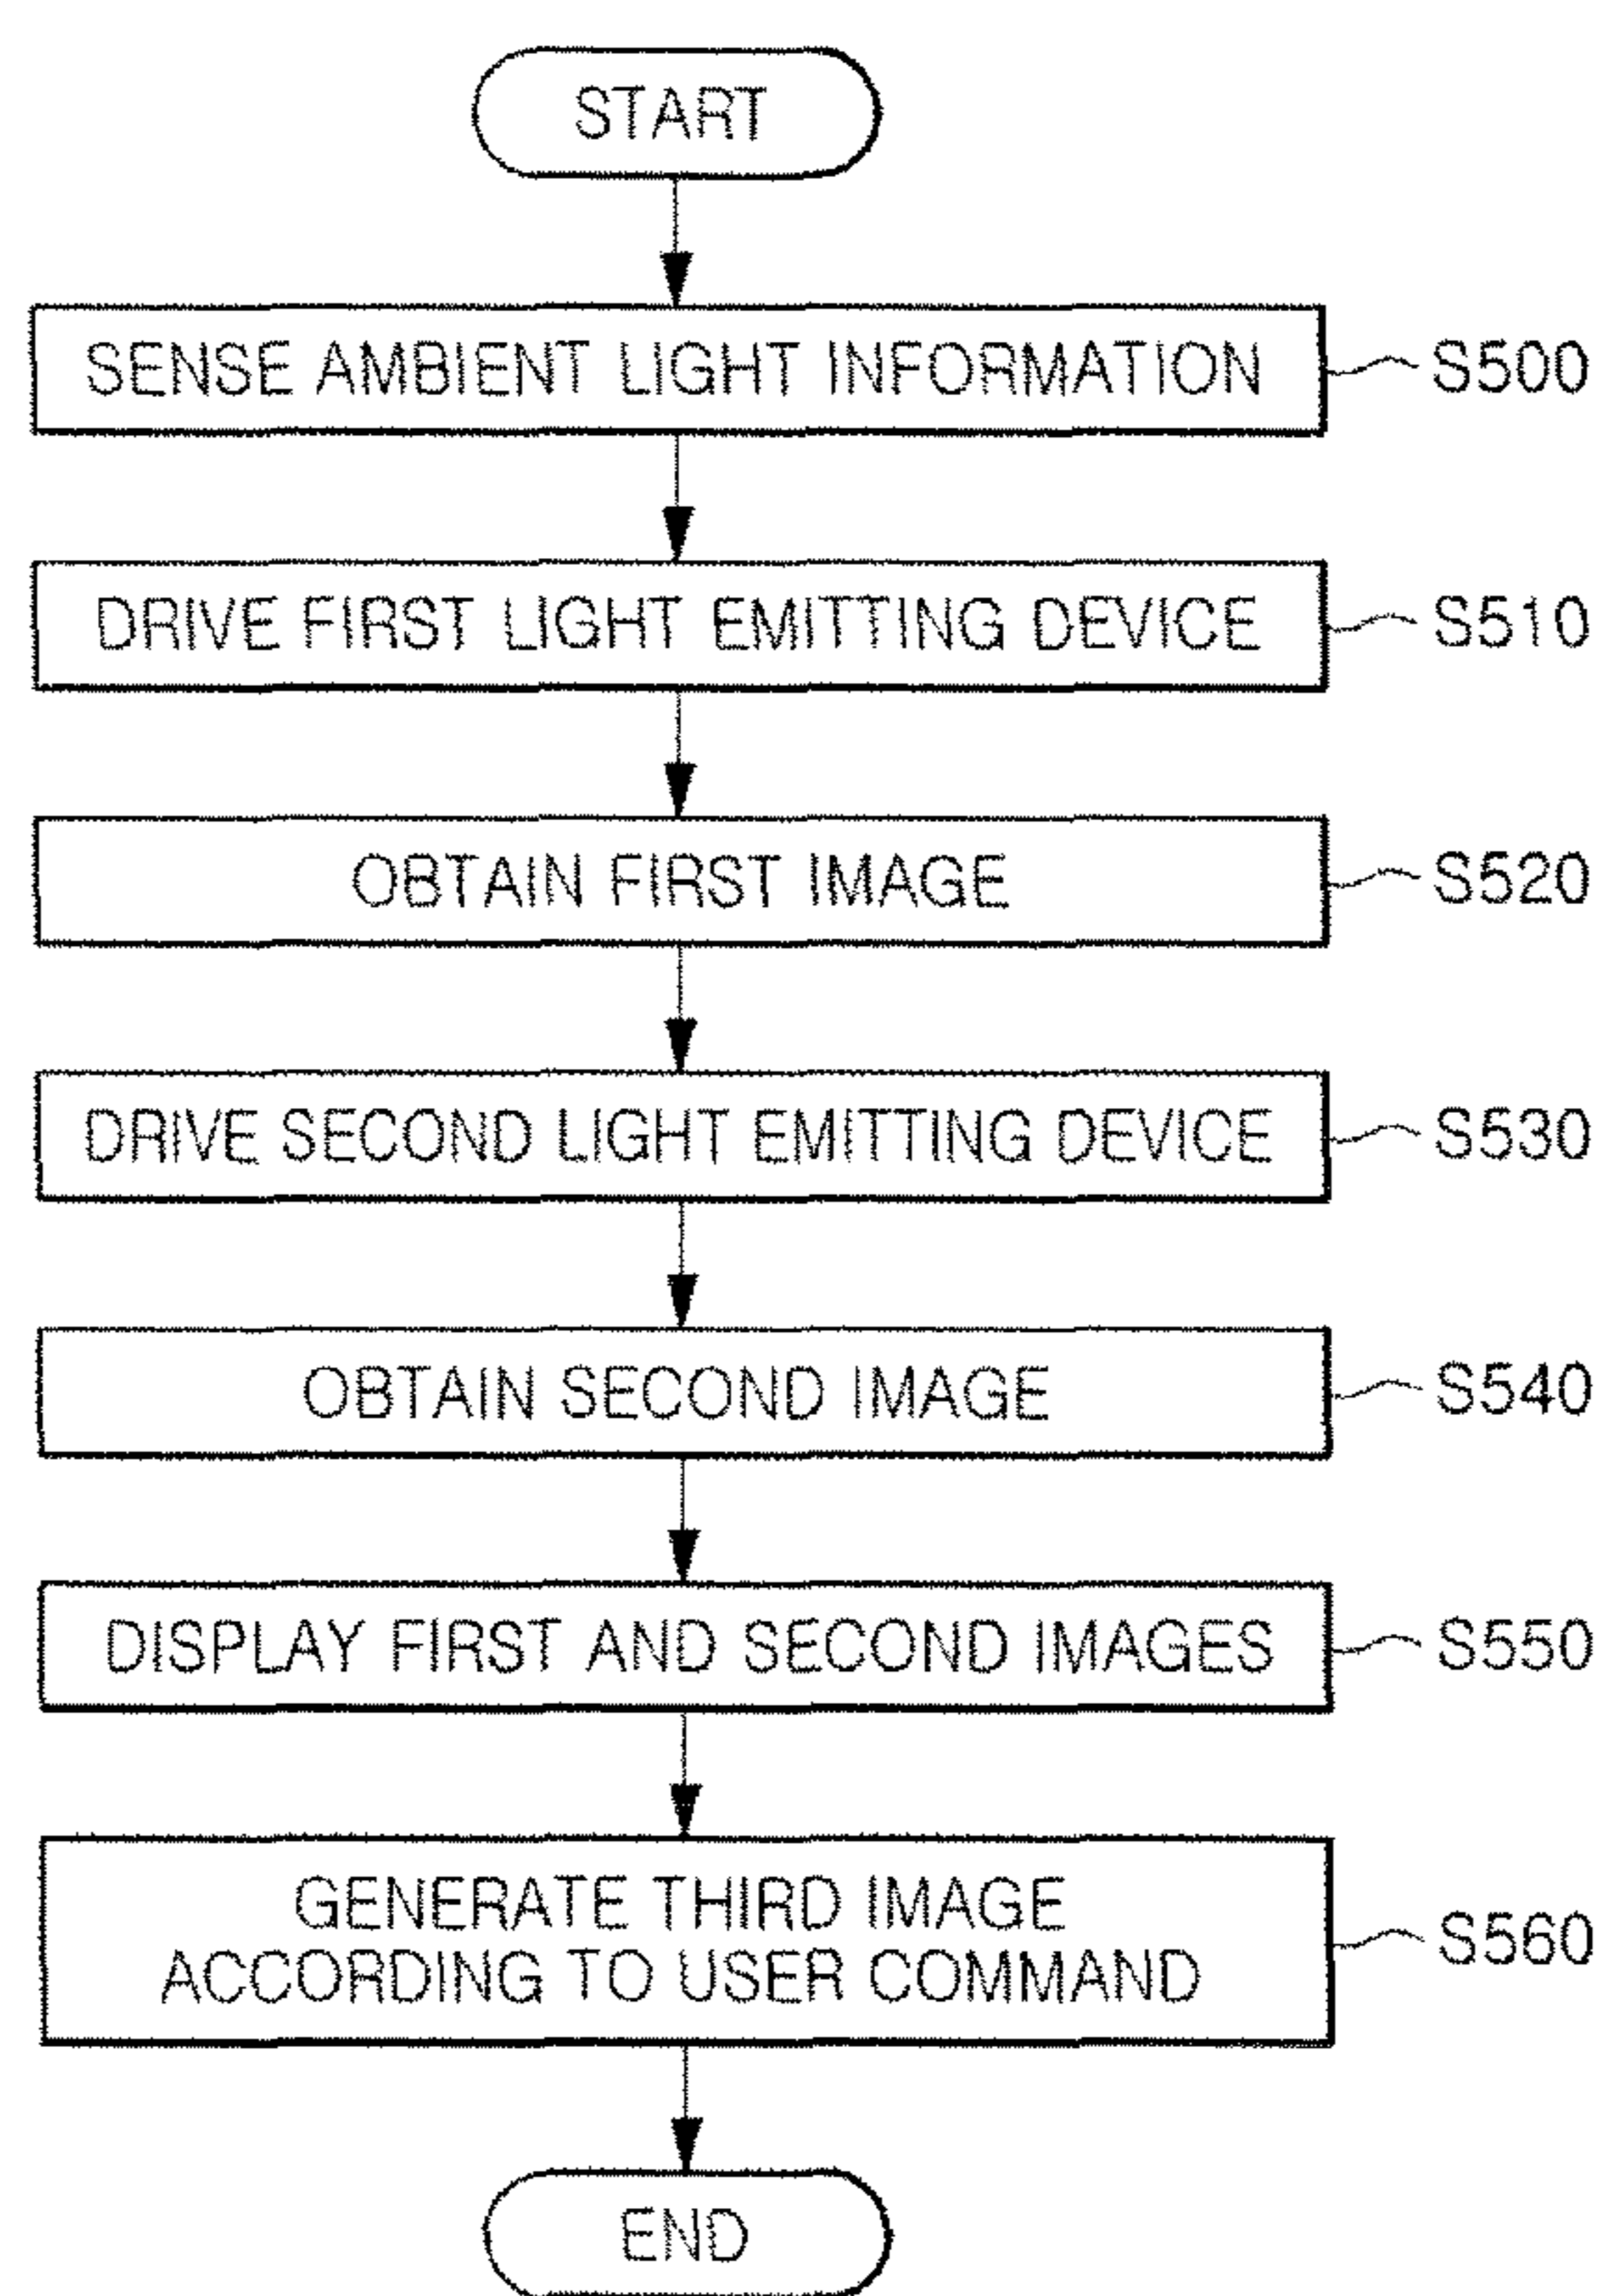 START
SENSE AMBIENT LIGHT INFORMATION
S500
DRIVE FIRST LIGHT EMITTING DEVICE
S510
OBTAIN FIRST IMAGE
S520
DRIVE SECOND LIGHT EMITTING DEVICE
S530
OBTAIN SECOND IMAGE
S540
DISPLAY FIRST AND SECOND IMAGES
S550
GENERATE THIRD IMAGE
ACCORDING TO USER COMMAND
S560
END